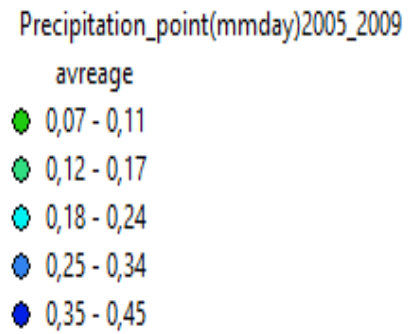 Precipitation_point(mmday)2005_2009
avreage
0,07 - 0,11
0,12 - 0,17
0,18 - 0,24
0,25 - 0,34
0,35 - 0,45